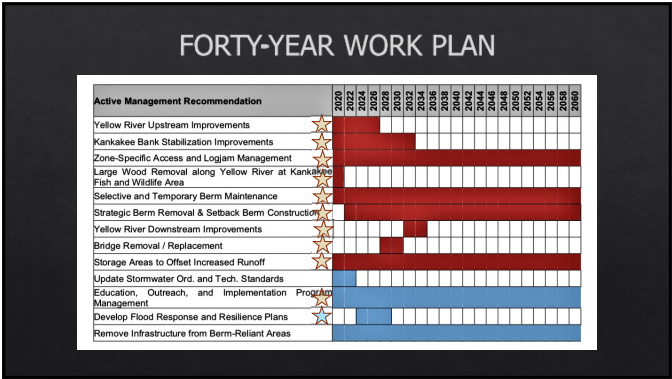 FORTY-YEAR WORK PLAN
Active Management Recommendation
2020 2022 2024 2026 2028 2030 2032 2034 2036 2038 2040 2042 2044 2046 2048 2050 2052 2054 2056 2058 2060
Yellow River Upstream Improvements
Kankakee Bank Stabilization Improvements
Zone-Specific Access and Logjam Management
Large Wood Removal along Yellow River at Kankakee
Fish and Wildlife Area
Selective and Temporary Berm Maintenance
Strategic Berm Removal & Setback Berm Construction
Yellow River Downstream Improvements
Bridge Removal / Replacement
Storage Areas to Offset Increased Runoff
Update Stormwater Ord. and Tech. Standards
Education, Outreach, and Implementation Program
Management
Develop Flood Response and Resilience Plans
Remove Infrastructure from Berm-Reliant Areas